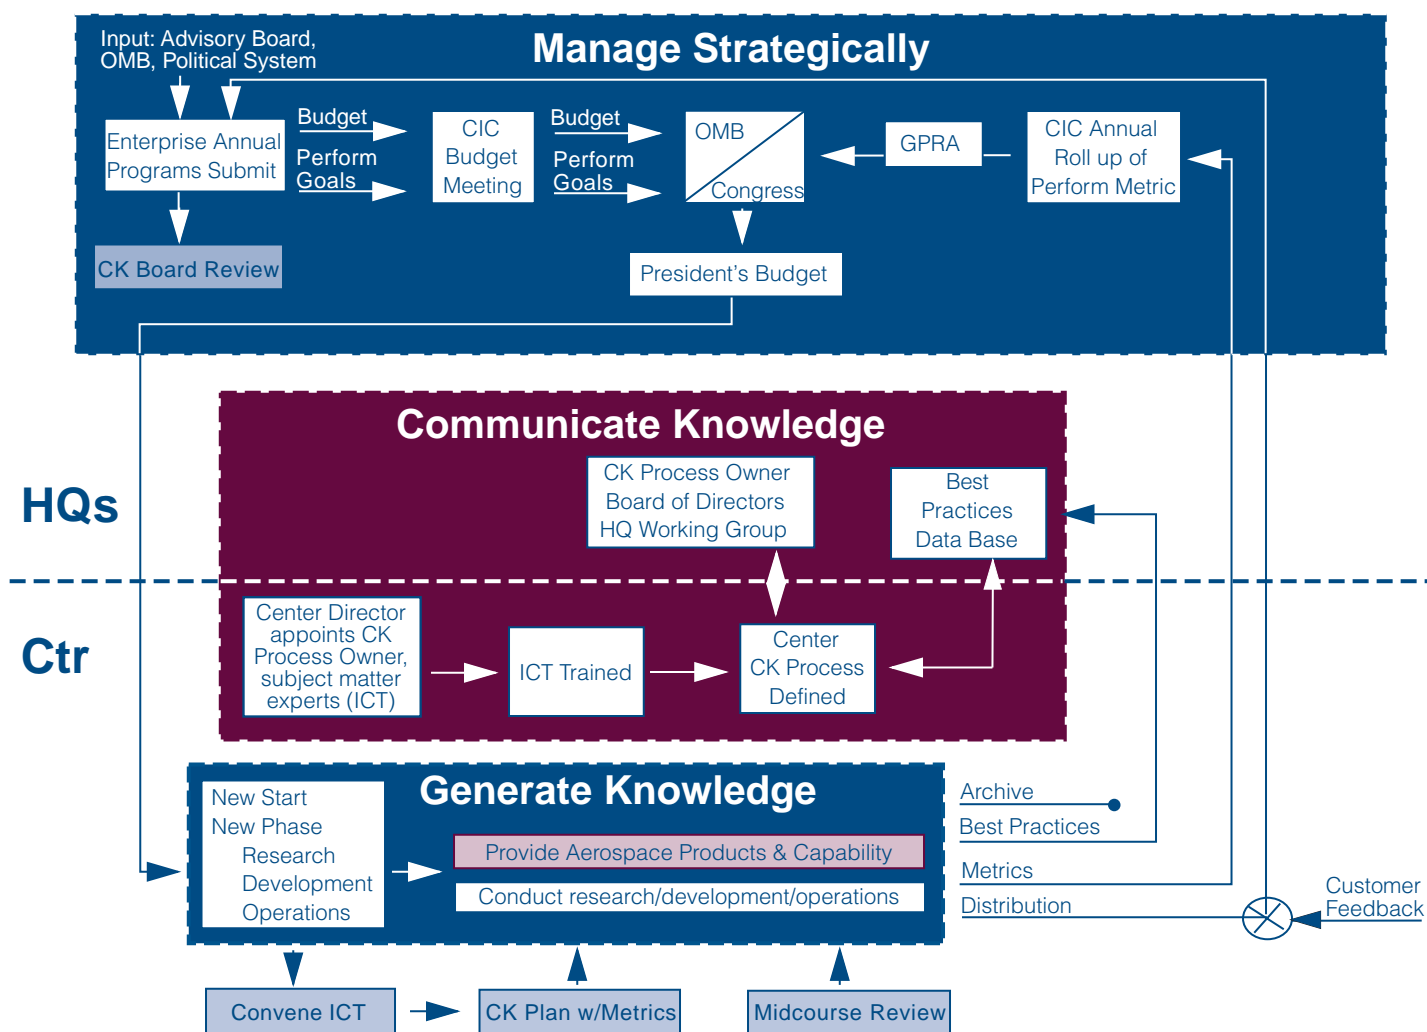 Input: Advisory Board,
OMB, Political System
Manage Strategically
Enterprise Annual
Programs Submit
Budget
Perform
Goals
CIC
Budget
Meeting
Budget
Perform
Goals
OMB
Congress
GPRA
CIC Annual
Roll up of
Perform Metric
CK Board Review
President's Budget
Communicate Knowledge
HQs
CK Process Owner
Board of Directors
HQ Working Group
Best
Practices
Data Base
Ctr
Center Director
appoints CK
Process Owner,
subject matter
experts (ICT)
ICT Trained
Center
CK Process
Defined
Generate Knowledge
New Start
New Phase
Research
Development
Operations
Provide Aerospace Products & Capability
Conduct research/development/operations
Archive
Best Practices
Metrics
Distribution
Customer
Feedback
Convene ICT
CK Plan w/Metrics
Midcourse Review